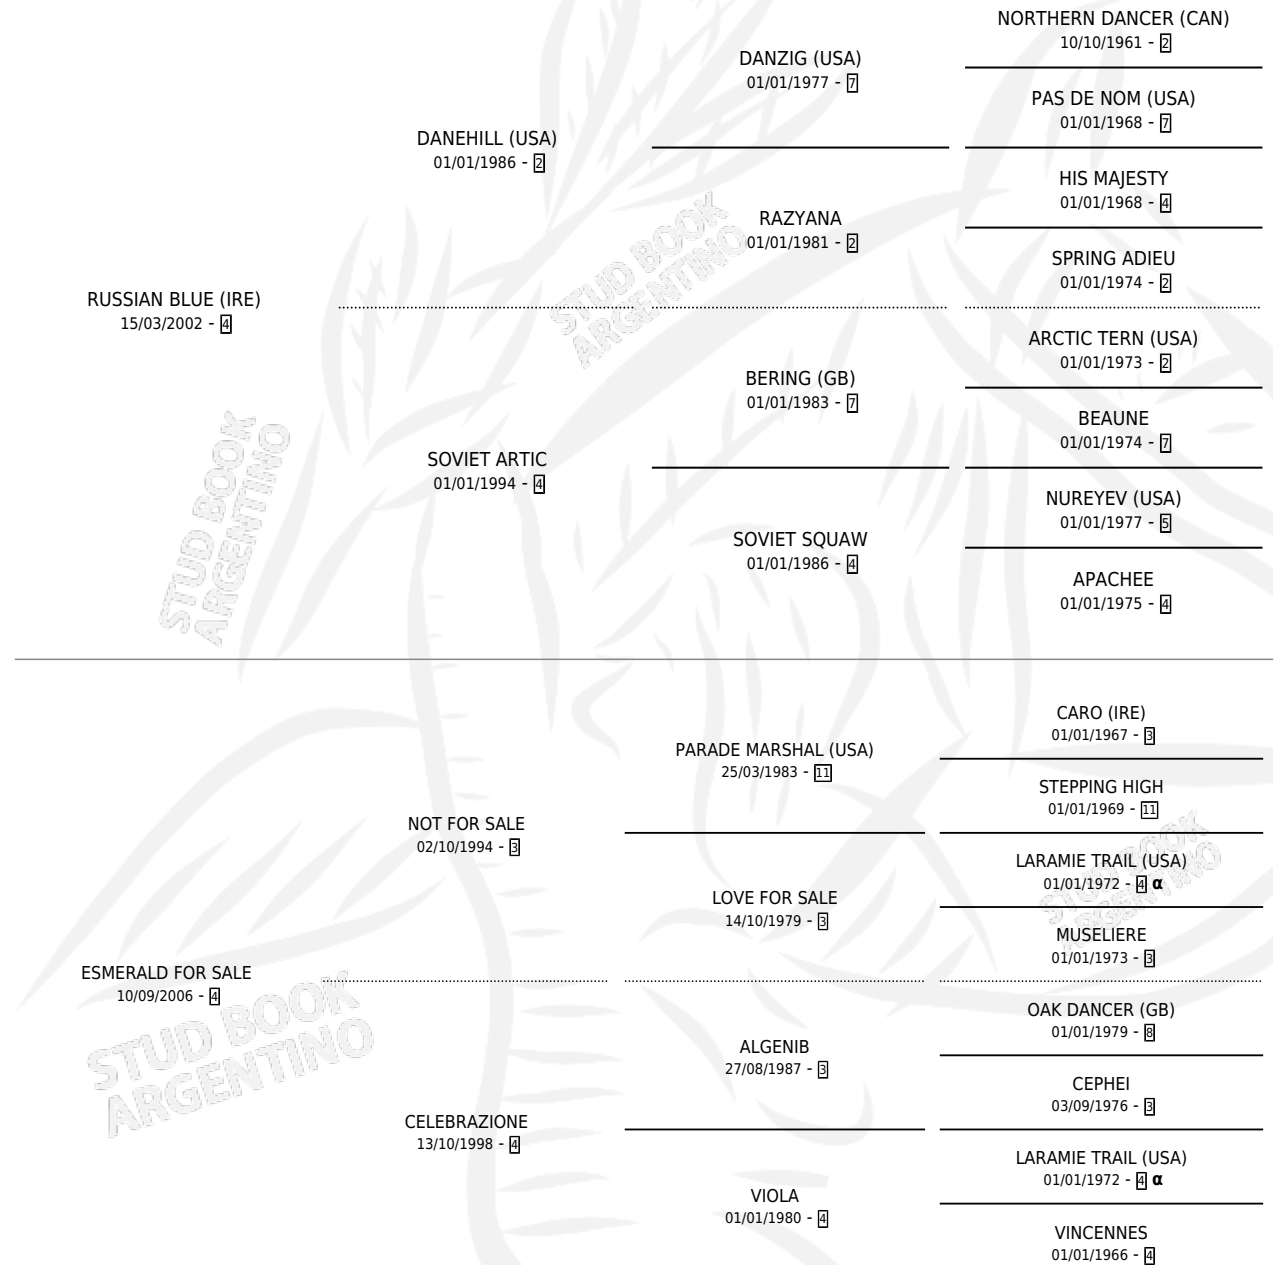 NORTHERN DANCER (CAN)
10/10/1961 - 2
DANZIG (USA)
01/01/1977 - 7
PAS DE NOM (USA)
01/01/1968 - 7
DANEHILL (USA)
01/01/1986 - 2
HIS MAJESTY
01/01/1968 - 4
RAZYANA
01/01/1981 - 2
SPRING ADIEU
01/01/1974 - 2
RUSSIAN BLUE (IRE)
15/03/2002 - 4
ARCTIC TERN (USA)
01/01/1973 - 2
BERING (GB)
01/01/1983 - 7
BEAUNE
01/01/1974 - 7
SOVIET ARTIC
01/01/1994 - 4
NUREYEV (USA)
01/01/1977 - 5
SOVIET SQUAW
01/01/1986 - 4
APACHEE
01/01/1975 - 4
CARO (IRE)
01/01/1967 - 3
PARADE MARSHAL (USA)
25/03/1983 - 11
STEPPING HIGH
01/01/1969 - 11
NOT FOR SALE
02/10/1994 - 3
LARAMIE TRAIL (USA)
01/01/1972 - 4 α
LOVE FOR SALE
14/10/1979 - 3
MUSELIERE
01/01/1973 - 3
ESMERALD FOR SALE
10/09/2006 - 4
OAK DANCER (GB)
01/01/1979 - 8
ALGENIB
27/08/1987 - 3
CEPHEI
03/09/1976 - 3
CELEBRAZIONE
13/10/1998 - 4
LARAMIE TRAIL (USA)
01/01/1972 - 4 α
VIOLA
01/01/1980 - 4
VINCENNES
01/01/1966 - 4
STUD BOOK
ARGENTINO
STUD BOOK
ARGENTINO
STUD BOOK
ARGENTINO
STUD BOOK
ARGENTINO